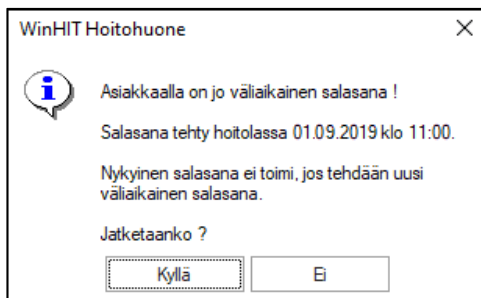 WinHIT Hoitohuone
Asiakkaalla on jo väliaikainen salasana !
Salasana tehty hoitolassa 01.09.2019 klo 11:00.
Nykyinen salasana ei toimi, jos tehdään uusi
väliaikainen salasana.
Jatketaanko ?
Kyllä
Ei